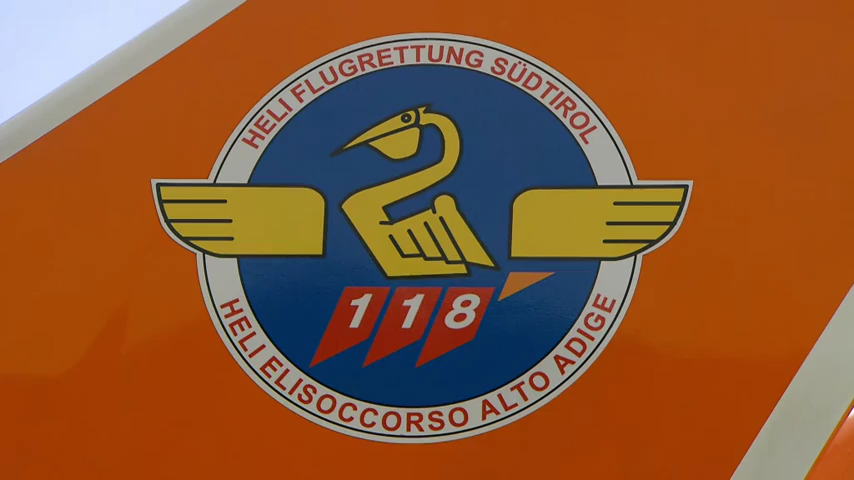 HELI FLUGRETTUNG SÜDTIROL
118
HELI ELISOCCORSO ALTO ADIGE